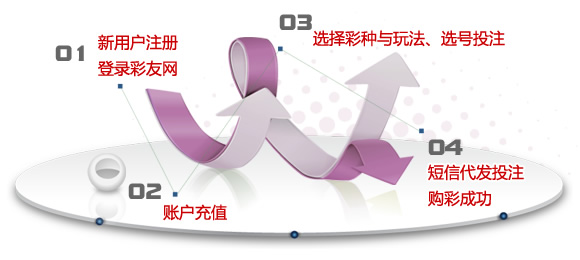 01
新用户注册
登录彩友网
02
账户充值
03
选择彩种与玩法、选号投注
04
短信代发投注
购彩成功